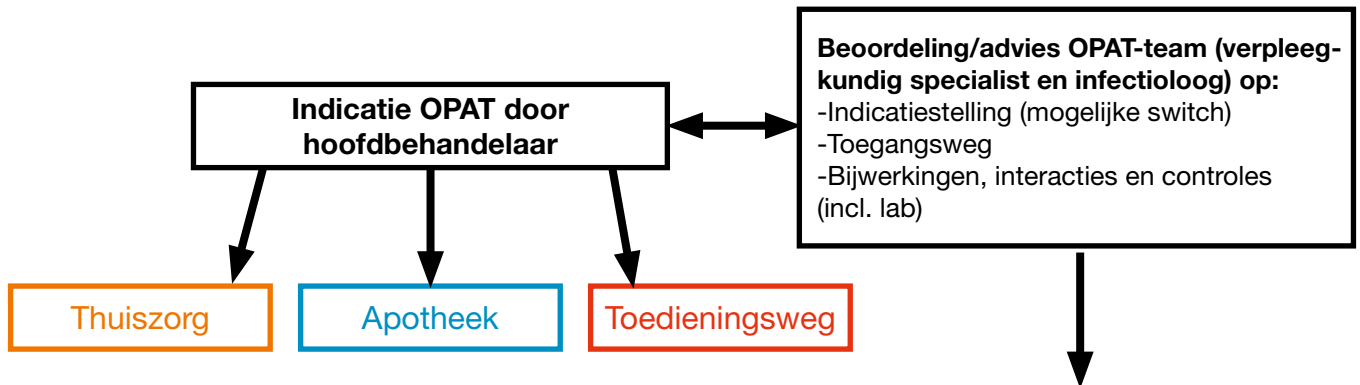 Indicatie OPAT door
hoofdbehandelaar
Beoordeling/advies OPAT-team (verpleeg-
kundig specialist en infectioloog) op:
-Indicatiestelling (mogelijke switch)
-Toegangsweg
-Bijwerkingen, interacties en controles
(incl. lab)
Thuiszorg
Apotheek
Toedieningsweg